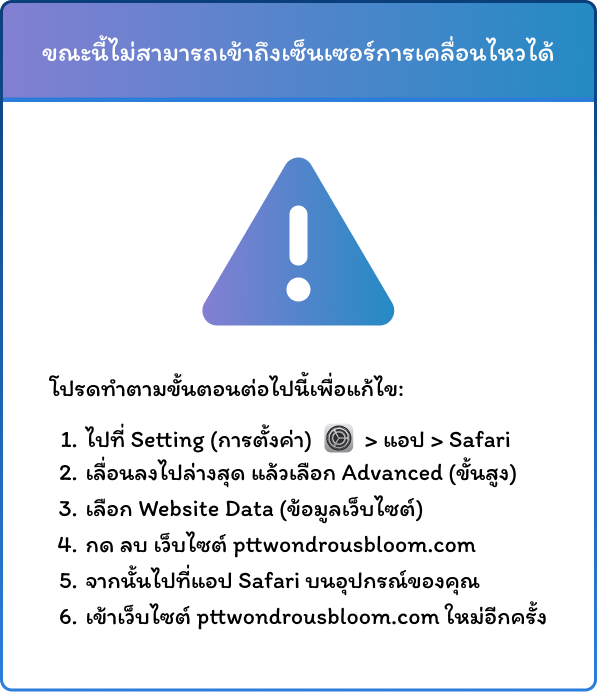 ขณะนี้ไม่สามารถเข้าถึงเซ็นเซอร์การเคลื่อนไหวได้
โปรดทำตามขั้นตอนต่อไปนี้เพื่อแก้ไข:
1. ไปที่ Setting (การตั้งค่า) > แอป > Safari
2. เลื่อนลงไปล่างสุด แล้วเลือก Advanced (ขั้นสูง)
3. เลือก Website Data (ข้อมูลเว็บไซต์)
4. กด ลบ เว็บไซต์ pttwondrousbloom.com
5. จากนั้นไปที่แอป Safari บนอุปกรณ์ของคุณ
6. เข้าเว็บไซต์ pttwondrousbloom.com ใหม่อีกครั้ง